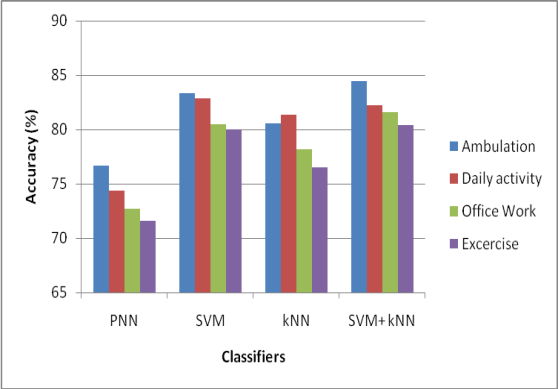 90
85
80
75
70
65
Accuracy (%)
PNN
SVM
kNN
SVM+kNN
Classifiers
Ambulation
Daily activity
Office Work
Excercise